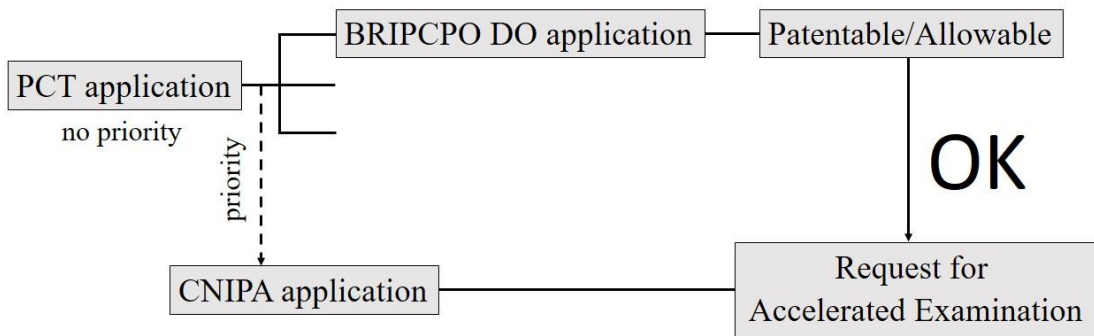 BRIPCPO DO application
Patentable/Allowable
PCT application
no priority
priority
OK
CNIPA application
Request for
Accelerated Examination